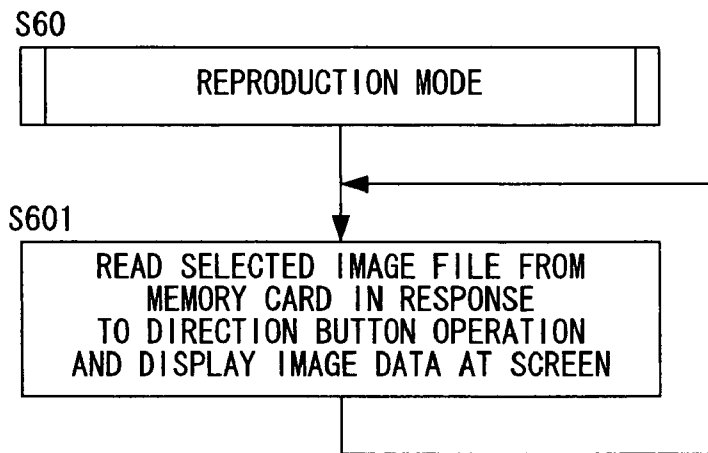 S60
REPRODUCTION MODE
S601
READ SELECTED IMAGE FILE FROM
MEMORY CARD IN RESPONSE
TO DIRECTION BUTTON OPERATION
AND DISPLAY IMAGE DATA AT SCREEN